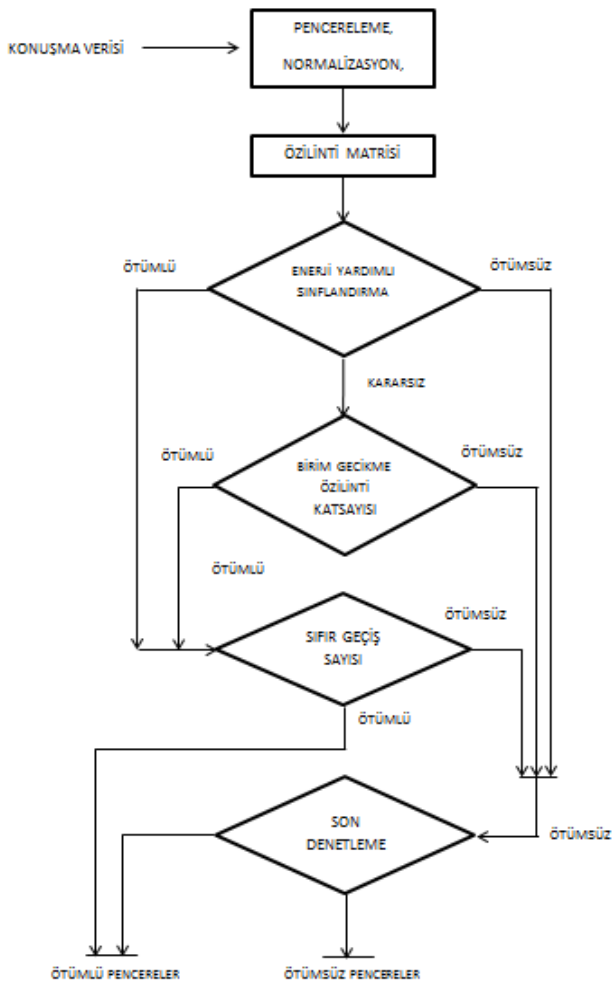 PENCERELEME,
KONUŞMA VERİSİ
NORMALİZASYON,
ÖZİLİNTİ MATRİSİ
ÖTÜMLÜ
ENERJİ YARDIMLI
SINFLANDIRMA
ÖTÜMSÜZ
KARARSIZ
ÖTÜMLÜ
BİRİM GECİKME
ÖZİLİNTİ
KATSAYISI
ÖTÜMSÜZ
ÖTÜMLÜ
ÖTÜMSÜZ
SIFIR GEÇİŞ
SAYISI
ÖTÜMLÜ
SON
DENETLEME
ÖTÜMSÜZ
ÖTÜMLÜ PENCERELER
ÖTÜMSÜZ PENCERELER